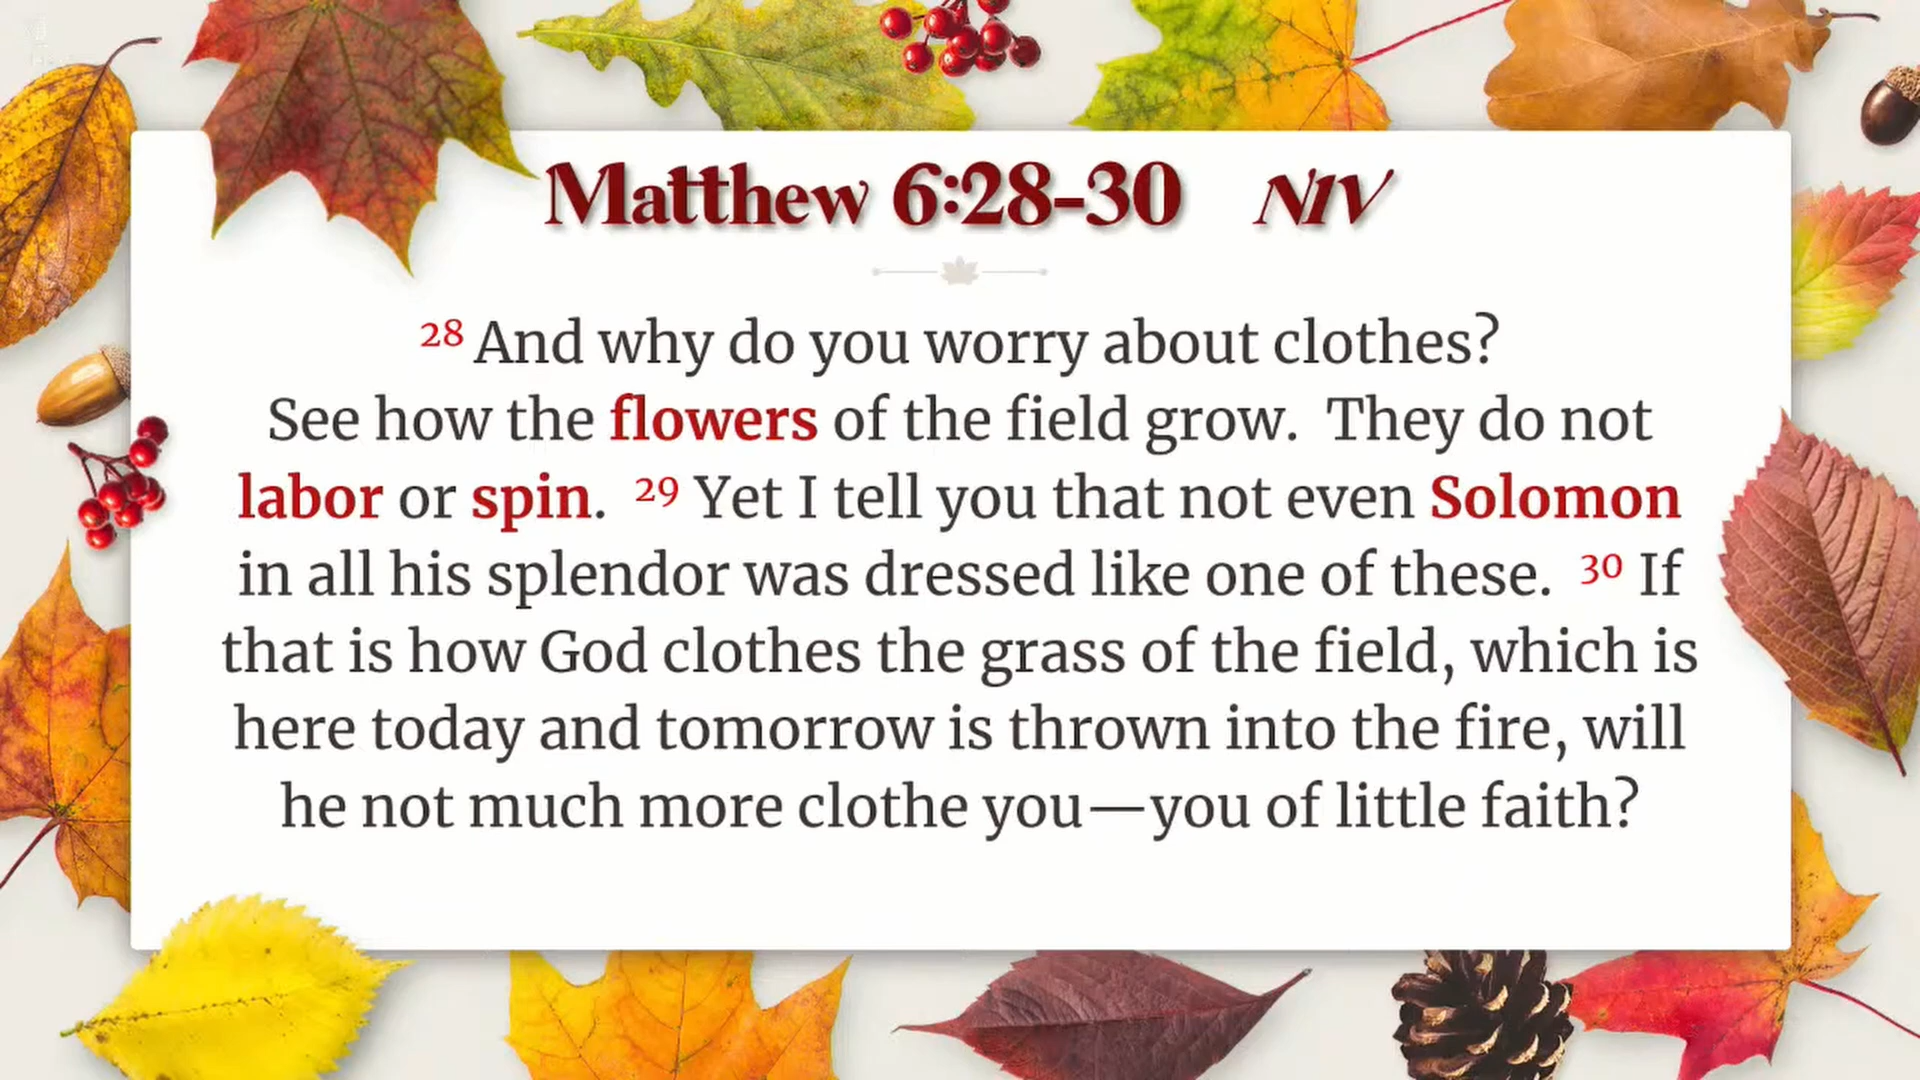 Matthew 6:28-30 NIV
28 And why do you worry about clothes?
See how the flowers of the field grow. They do not
labor or spin. 29 Yet I tell you that not even Solomon
in all his splendor was dressed like one of these. 30 If
that is how God clothes the grass of the field, which is
here today and tomorrow is thrown into the fire, will
he not much more clothe you—you of little faith?